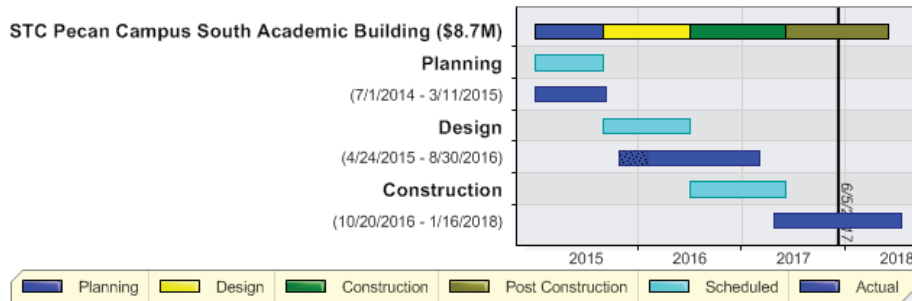 STC Pecan Campus South Academic Building ($8.7M)
Planning
(7/1/2014 - 3/11/2015)
Design
(4/24/2015 - 8/30/2016)
Construction
(10/20/2016 - 1/16/2018)
2015 2016 2017 2018
Planning Design Construction Post Construction Scheduled Actual